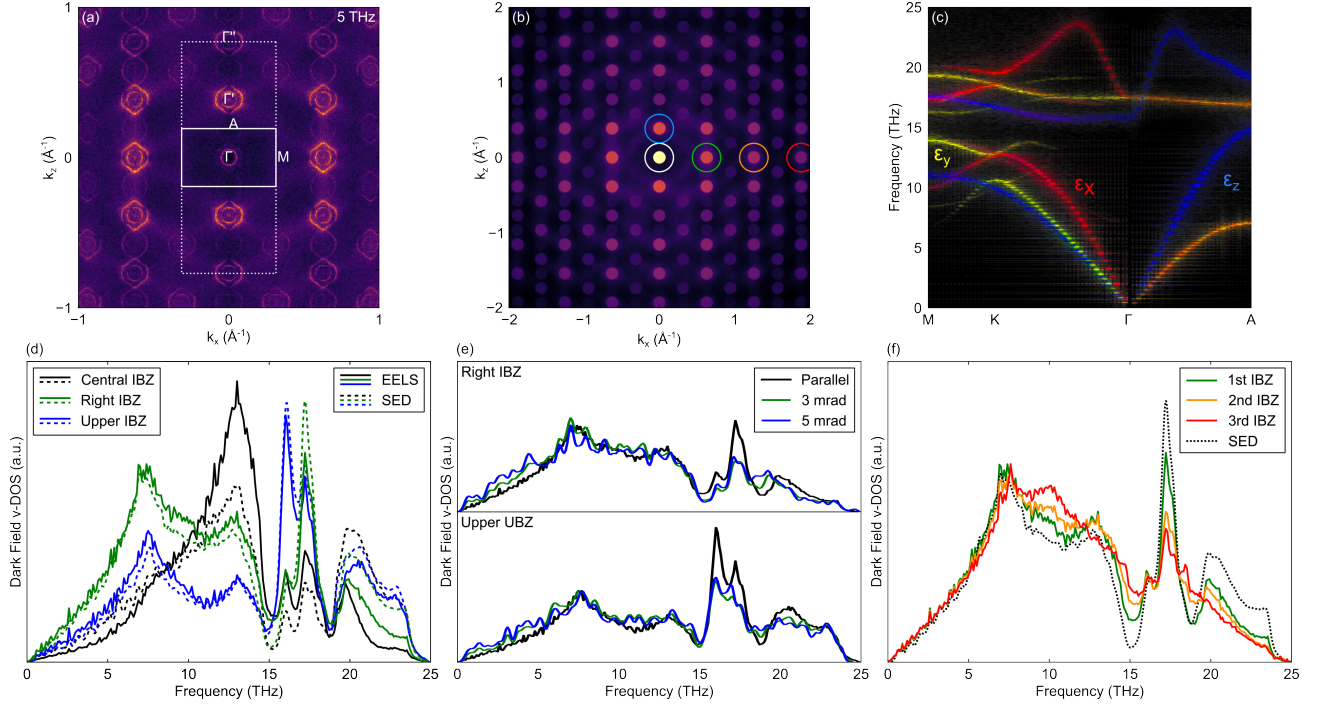 (a)
5 THz
Γ''
Γ'
A
Γ
M
k_z (Å⁻¹)
1
0
−1
−1
0
1
k_x (Å⁻¹)
(b)
k_z (Å⁻¹)
2
1
0
−1
−2
−2
−1
0
1
2
k_x (Å⁻¹)
(c)
Frequency (THz)
25
20
15
10
5
0
ε_y
ε_x
ε_z
M
K
Γ
A
(d)
Central IBZ
Right IBZ
Upper IBZ
EELS
SED
Dark Field v-DOS (a.u.)
0
5
10
15
20
25
Frequency (THz)
(e)
Right IBZ
Parallel
3 mrad
5 mrad
Upper UBZ
Dark Field v-DOS (a.u.)
0
5
10
15
20
25
Frequency (THz)
(f)
1st IBZ
2nd IBZ
3rd IBZ
SED
Dark Field v-DOS (a.u.)
0
5
10
15
20
25
Frequency (THz)